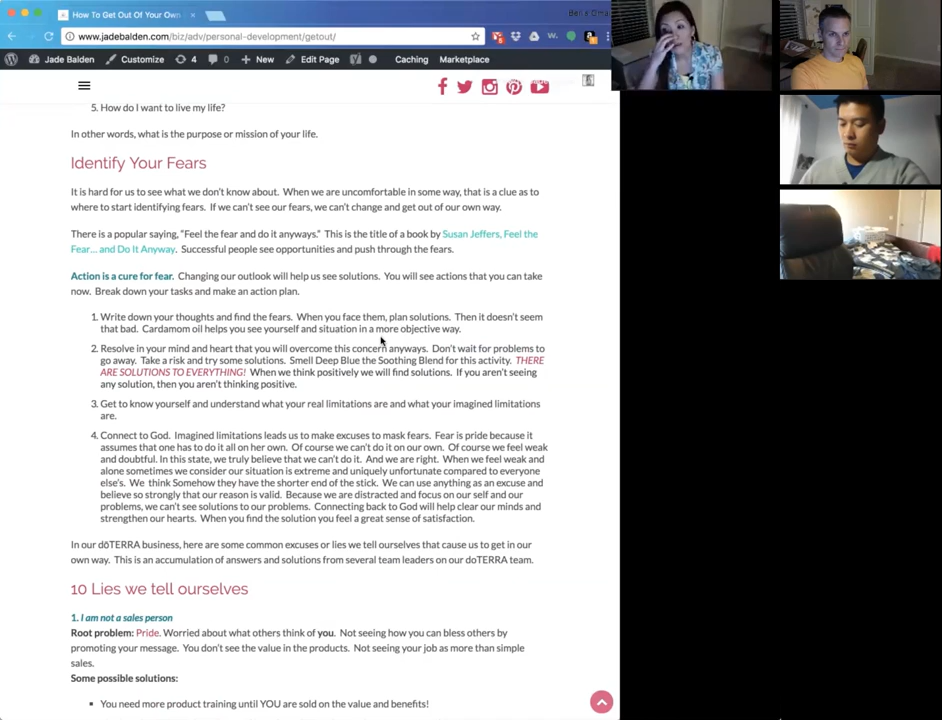 How To Get Out Of Your Own
www.jadebalden.com/biz/adv/personal-development/getout/
Jade Balden
Customize
4
0
New
Edit Page
Caching
Marketplace
5. How do I want to live my life?
In other words, what is the purpose or mission of your life.
Identify Your Fears
It is hard for us to see what we don't know about. When we are uncomfortable in some way, that is a clue as to
where to start identifying fears. If we can't see our fears, we can't change and get out of our own way.
There is a popular saying, "Feel the fear and do it anyways." This is the title of a book by Susan Jeffers, Feel the
Fear... and Do It Anyway. Successful people see opportunities and push through the fears.
Action is a cure for fear. Changing our outlook will help us see solutions. You will see actions that you can take
now. Break down your tasks and make an action plan.
1. Write down your thoughts and find the fears. When you face them, plan solutions. Then it doesn't seem
that bad. Cardamom oil helps you see yourself and situation in a more objective way.
2. Resolve in your mind and heart that you will overcome this concern anyways. Don't wait for problems to
go away. Take a risk and try some solutions. Smell Deep Blue the Soothing Blend for this activity. THERE
ARE SOLUTIONS TO EVERYTHING! When we think positively we will find solutions. If you aren't seeing
any solution, then you aren't thinking positive.
3. Get to know yourself and understand what your real limitations are and what your imagined limitations
are.
4. Connect to God. Imagined limitations leads us to make excuses to mask fears. Fear is pride because it
assumes that one has to do it all on her own. Of course we can't do it on our own. Of course we feel weak
and doubtful. In this state, we truly believe that we can't do it. And we are right. When we feel weak and
alone sometimes we consider our situation is extreme and uniquely unfortunate compared to everyone
else's. We think Somehow they have the shorter end of the stick. We can use anything as an excuse and
believe so strongly that our reason is valid. Because we are distracted and focus on our self and our
problems, we can't see solutions to our problems. Connecting back to God will help clear our minds and
strengthen our hearts. When you find the solution you feel a great sense of satisfaction.
In our dōTERRA business, here are some common excuses or lies we tell ourselves that cause us to get in our
own way. This is an accumulation of answers and solutions from several team leaders on our doTERRA team.
10 Lies we tell ourselves
1. I am not a sales person
Root problem: Pride. Worried about what others think of you. Not seeing how you can bless others by
promoting your message. You don't see the value in the products. Not seeing your job as more than simple
sales.
Some possible solutions:
You need more product training until YOU are sold on the value and benefits!